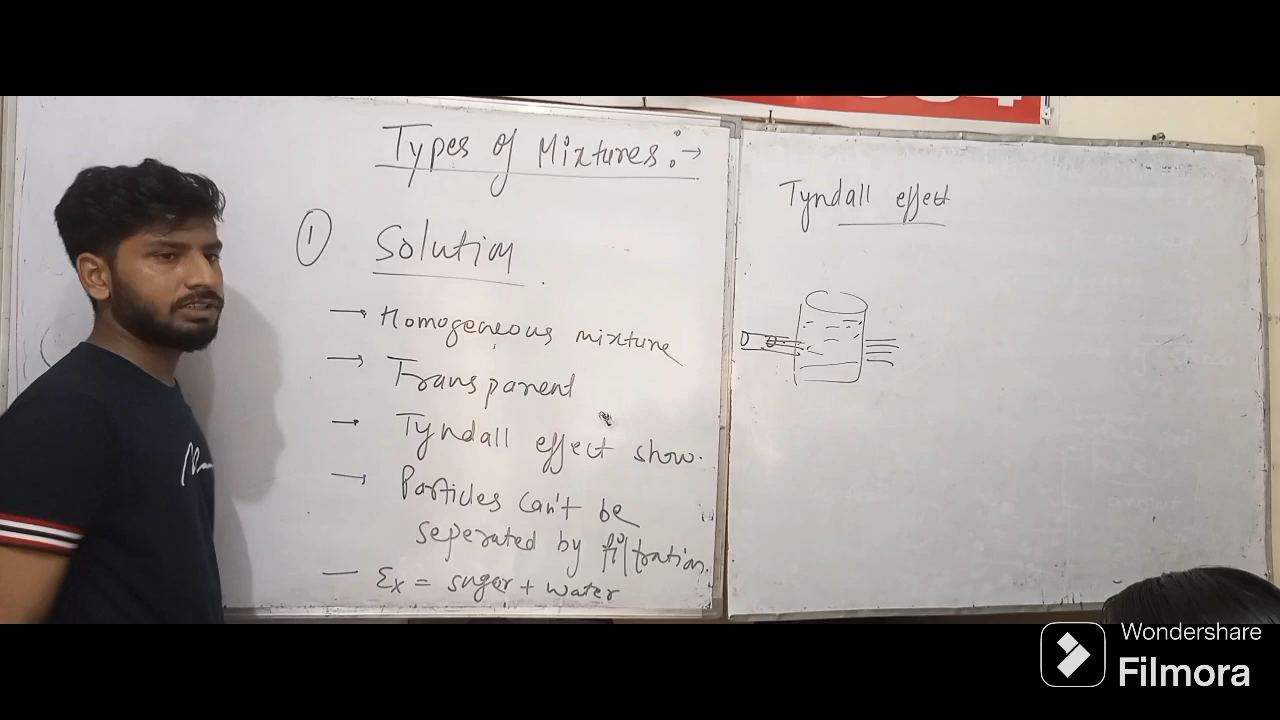 Types of Mixtures :→
① Solution
→ Homogeneous mixture
→ Transparent
→ Tyndall effect show.
→ Particles can't be
seperated by filtration.
— Ex = suger + water
Tyndall effect
Wondershare
Filmora